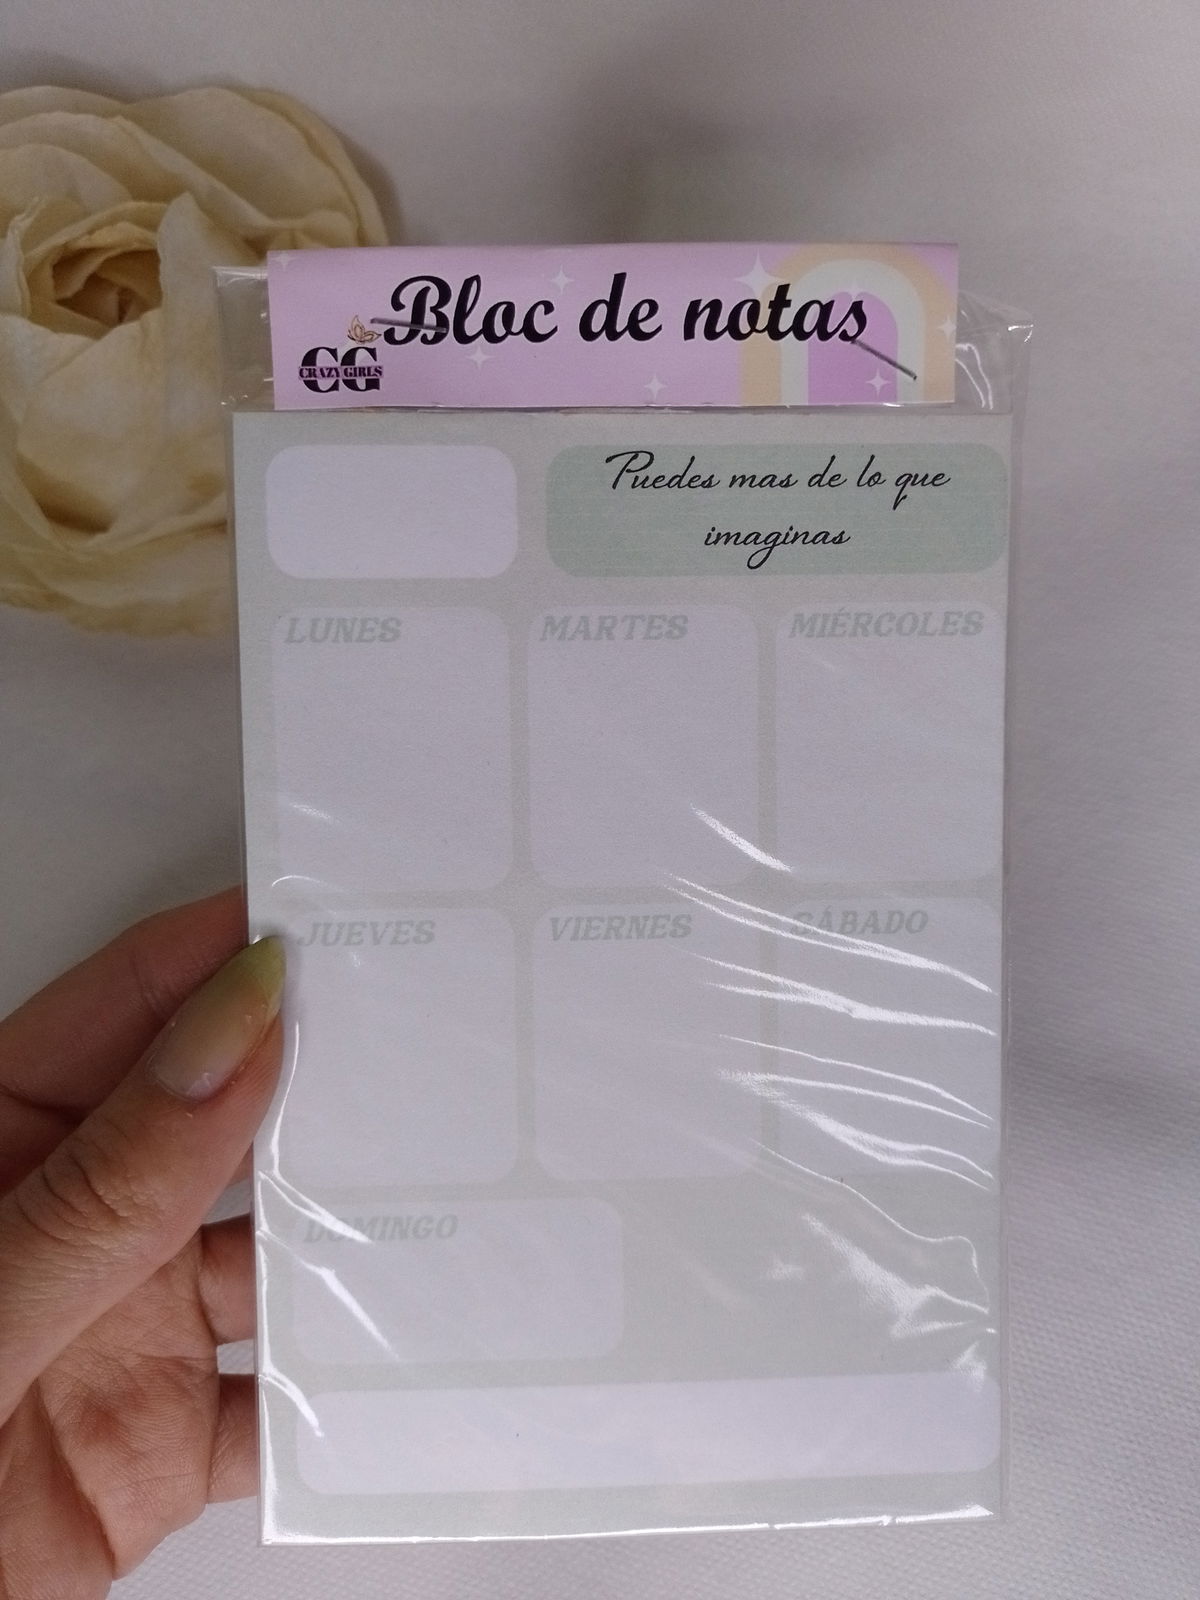 Bloc de notas
CG
CRAZY GIRLS
Puedes mas de lo que
imaginas
LUNES
MARTES
MIÉRCOLES
JUEVES
VIERNES
SÁBADO
DOMINGO